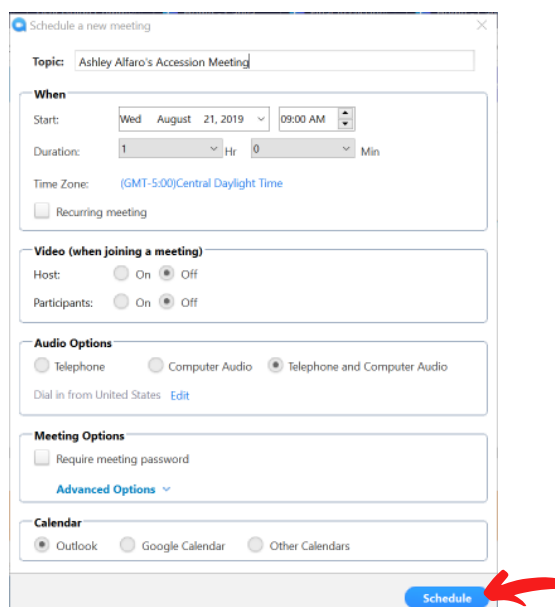 Schedule a new meeting
Topic: Ashley Alfaro's Accession Meeting
When
Start: Wed August 21, 2019 09:00 AM
Duration: 1 Hr 0 Min
Time Zone: (GMT-5:00)Central Daylight Time
Recurring meeting
Video (when joining a meeting)
Host: On Off
Participants: On Off
Audio Options
Telephone Computer Audio Telephone and Computer Audio
Dial in from United States Edit
Meeting Options
Require meeting password
Advanced Options
Calendar
Outlook Google Calendar Other Calendars
Schedule